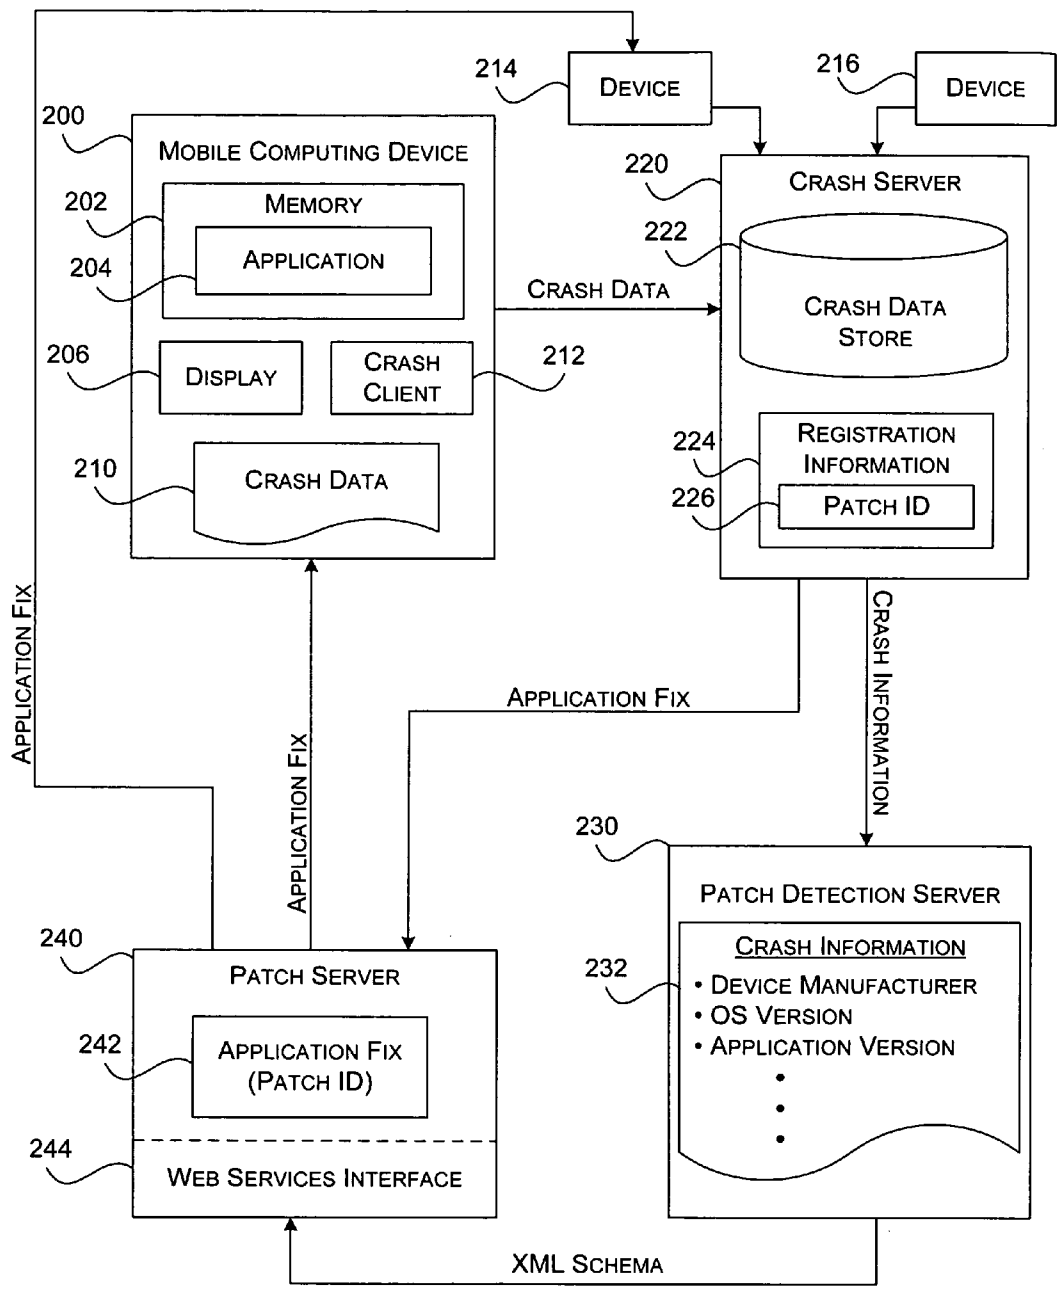 214
DEVICE
216
DEVICE
200
MOBILE COMPUTING DEVICE
202
MEMORY
204
APPLICATION
206
DISPLAY
CRASH
CLIENT
212
210
CRASH DATA
CRASH DATA
220
CRASH SERVER
222
CRASH DATA
STORE
224
REGISTRATION
INFORMATION
226
PATCH ID
APPLICATION FIX
APPLICATION FIX
APPLICATION FIX
CRASH INFORMATION
230
PATCH DETECTION SERVER
232
CRASH INFORMATION
• DEVICE MANUFACTURER
• OS VERSION
• APPLICATION VERSION
•
•
•
240
PATCH SERVER
242
APPLICATION FIX
(PATCH ID)
244
WEB SERVICES INTERFACE
XML SCHEMA